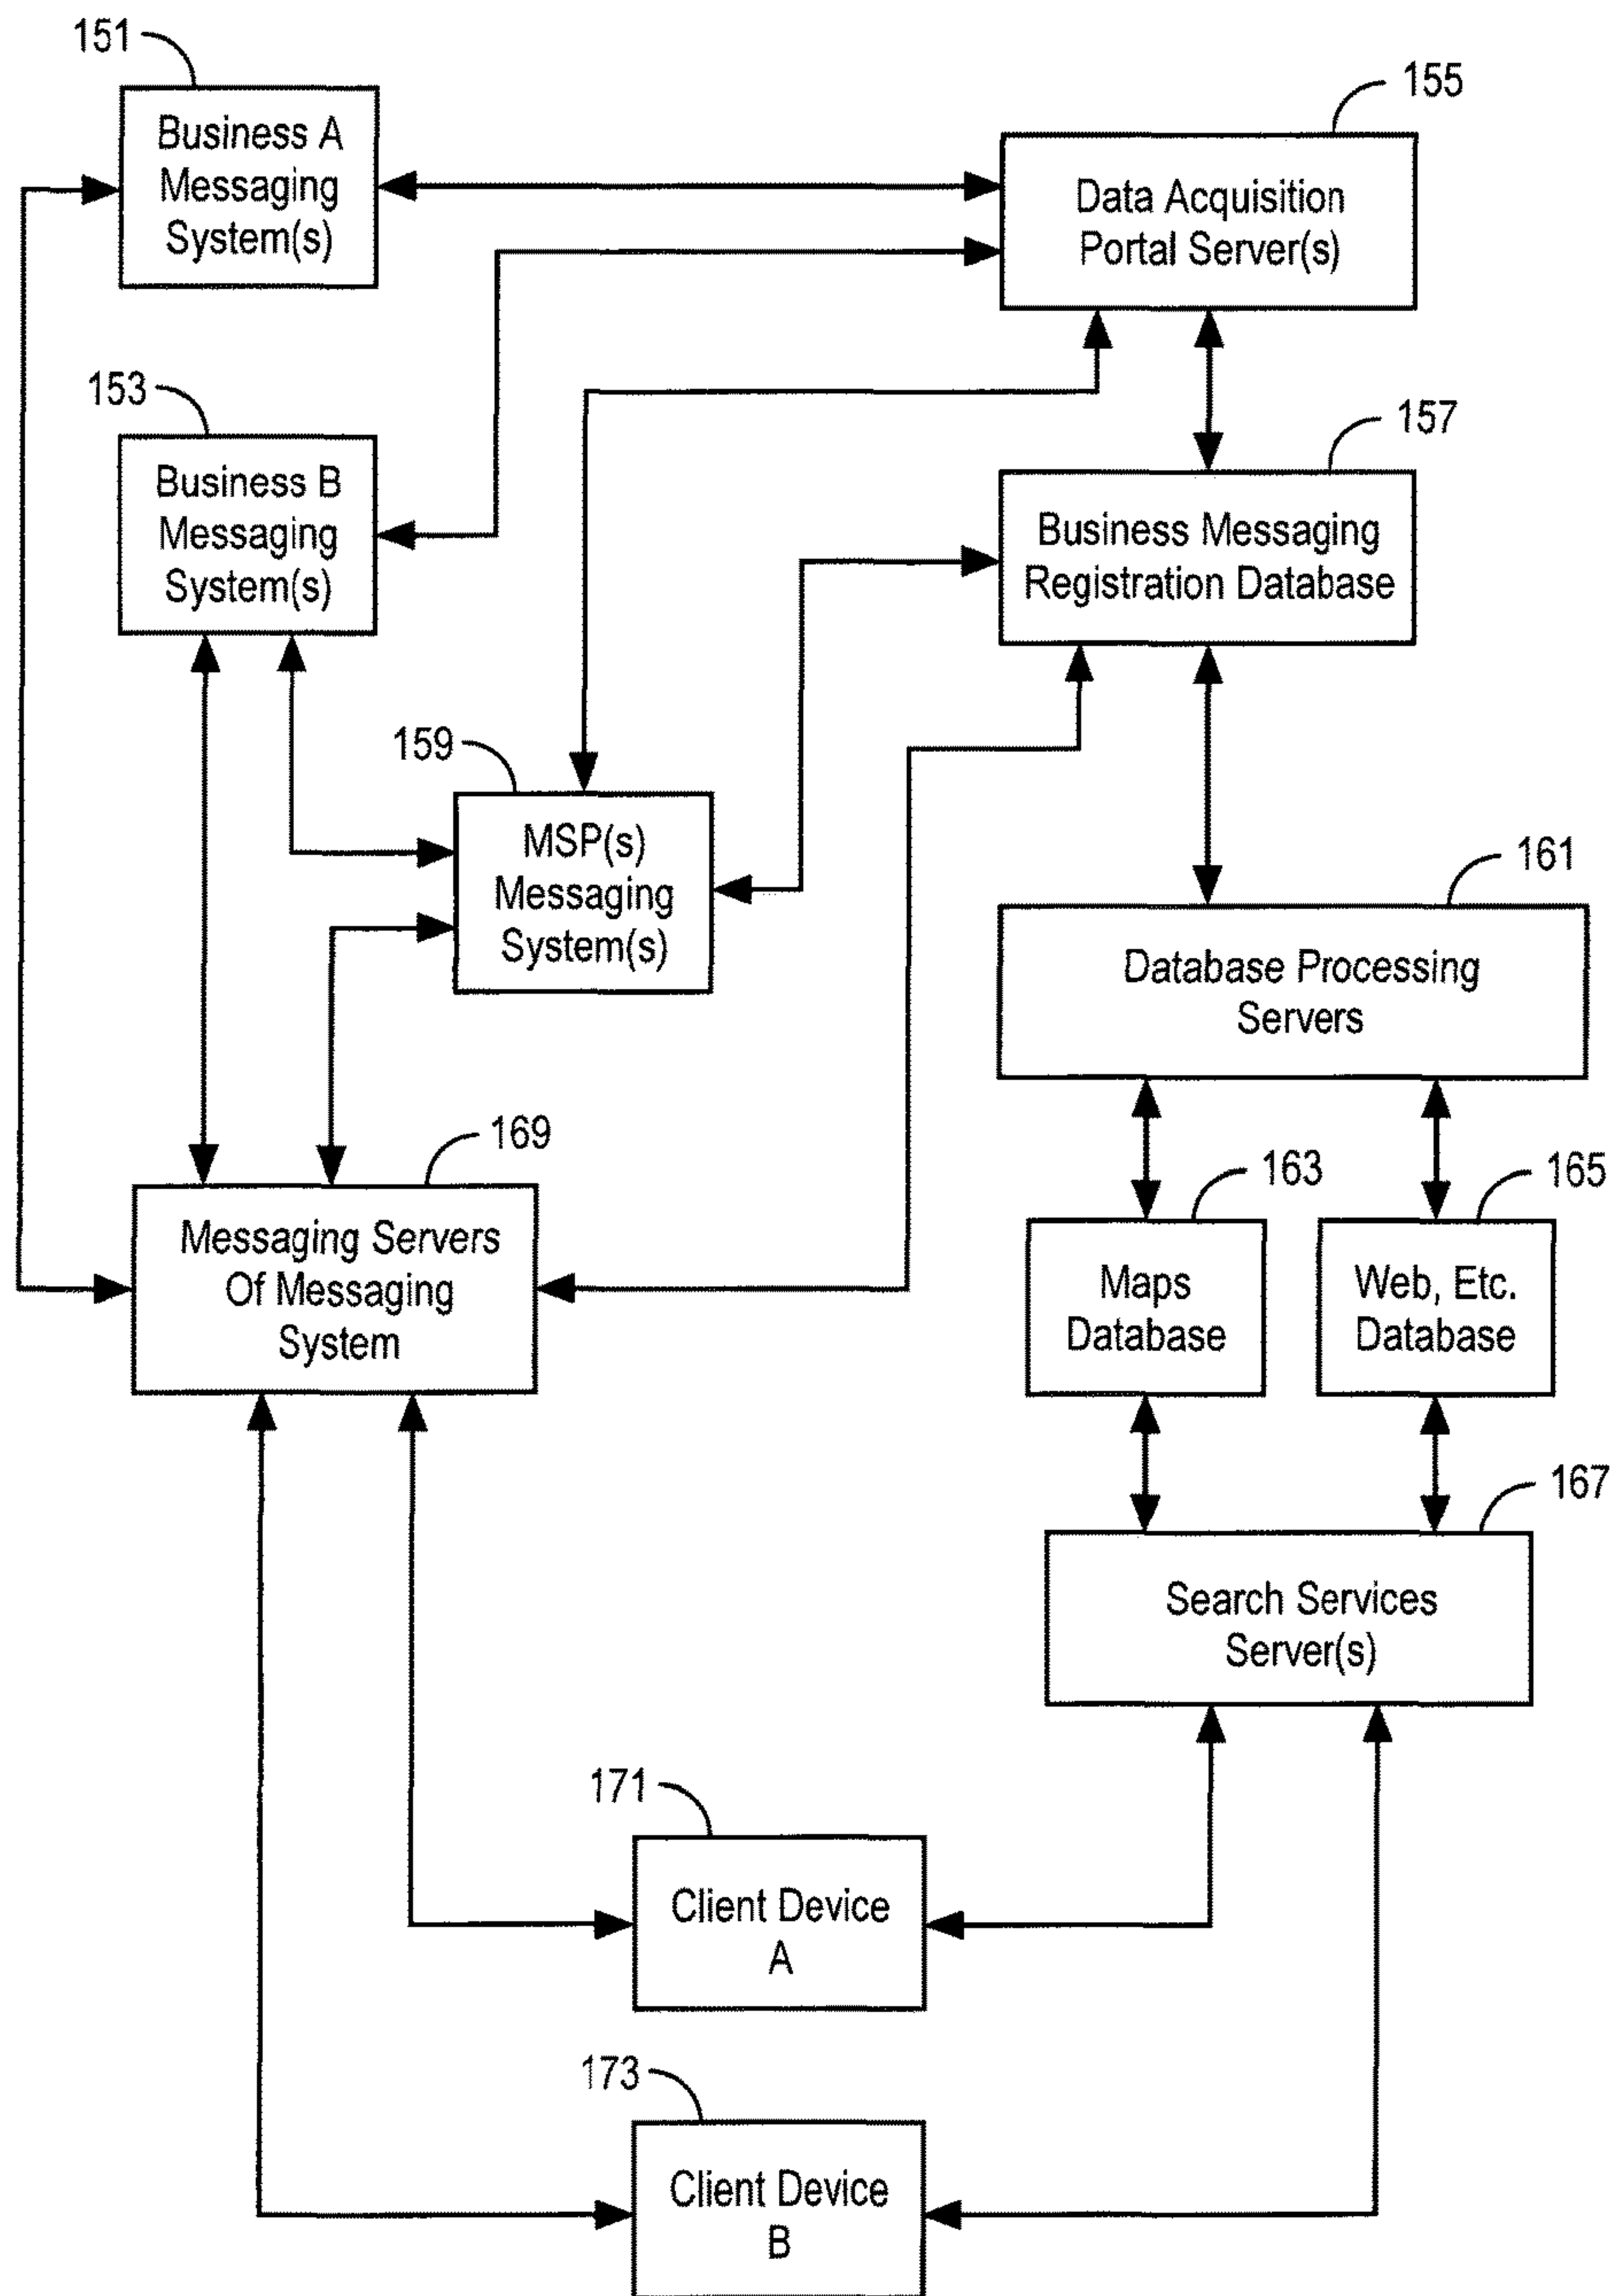 151
Business A
Messaging
System(s)
155
Data Acquisition
Portal Server(s)
153
Business B
Messaging
System(s)
157
Business Messaging
Registration Database
159
MSP(s)
Messaging
System(s)
161
Database Processing
Servers
169
Messaging Servers
Of Messaging
System
163
Maps
Database
165
Web, Etc.
Database
167
Search Services
Server(s)
171
Client Device
A
173
Client Device
B